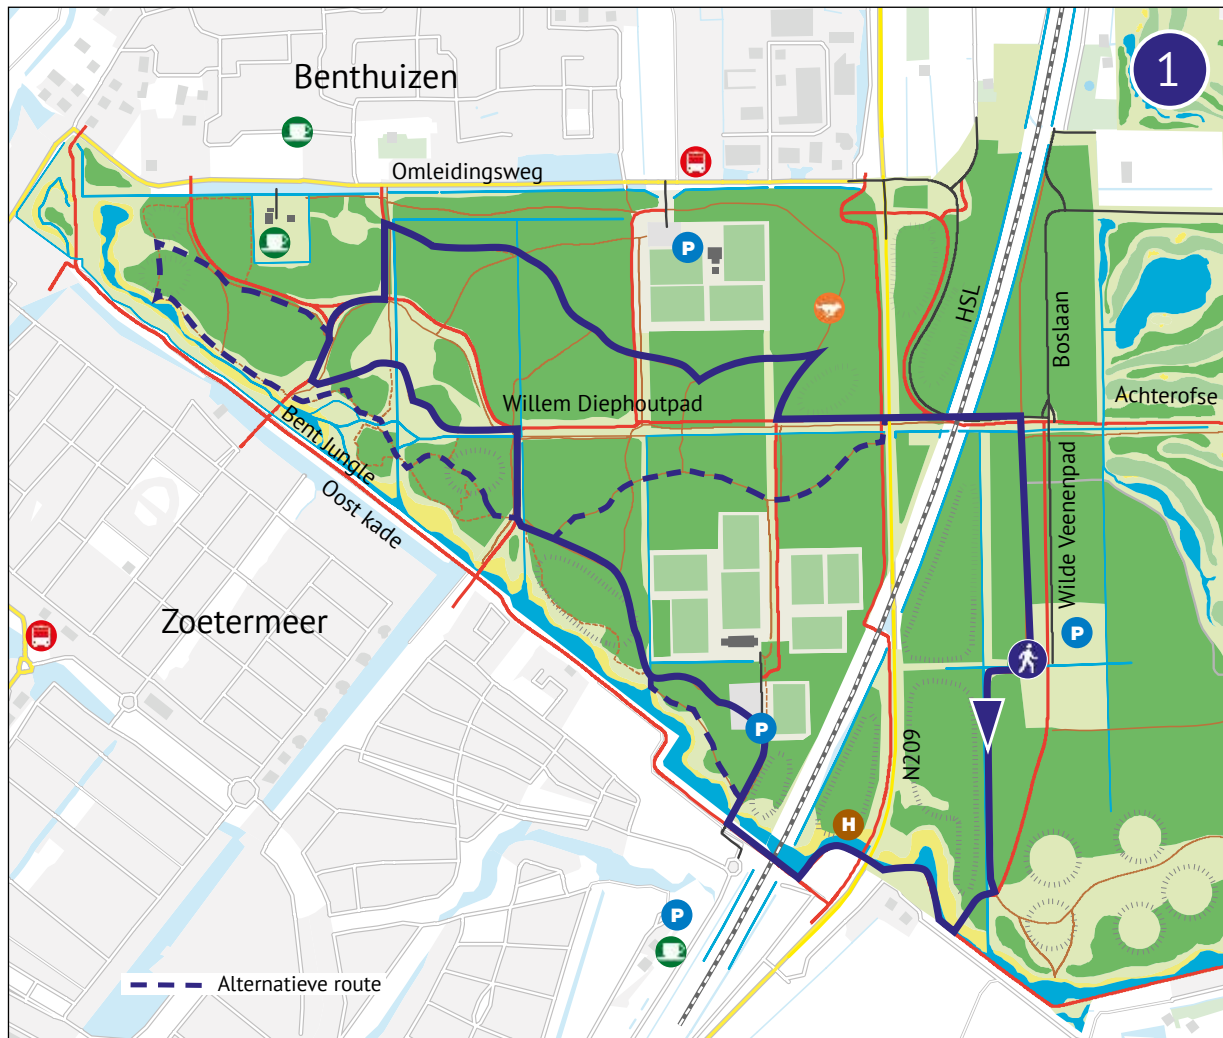 1
Benthuizen
Omleidingsweg
P
HSL
Boslaan
Achterofse
Willem Diephoutpad
Bent Jungle
Oost kade
Wilde Veenenpad
Zoetermeer
P
P
N209
H
P
Alternatieve route